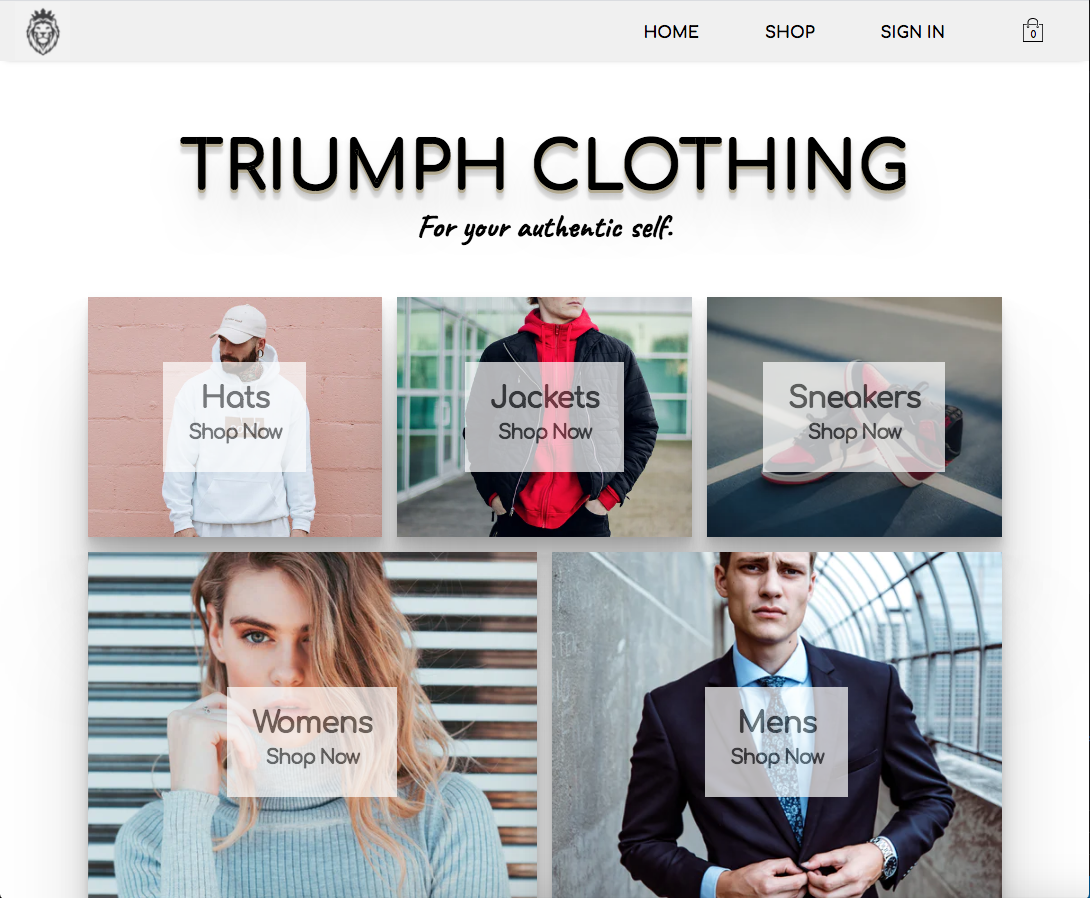 HOME SHOP SIGN IN 0
TRIUMPH CLOTHING
For your authentic self.
Hats
Shop Now
Jackets
Shop Now
Sneakers
Shop Now
Womens
Shop Now
Mens
Shop Now